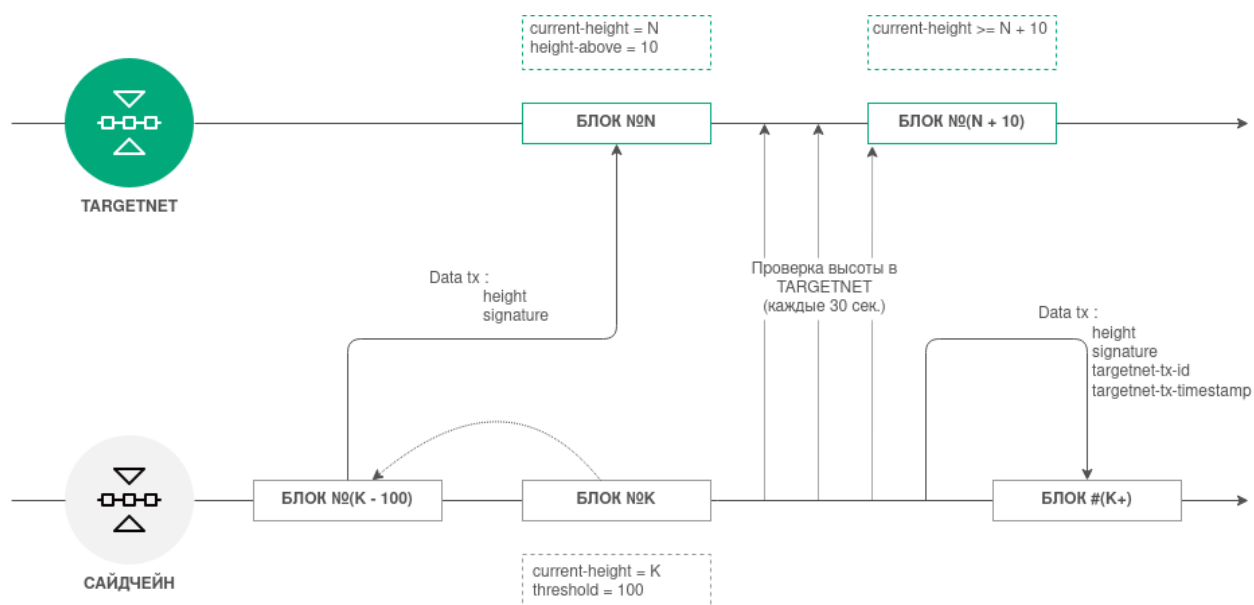 current-height = N
height-above = 10
current-height >= N + 10
БЛОК №N
БЛОК №(N + 10)
TARGETNET
Data tx :
height
signature
Проверка высоты в
TARGETNET
(каждые 30 сек.)
Data tx :
height
signature
targetnet-tx-id
targetnet-tx-timestamp
БЛОК №(K - 100)
БЛОК №K
БЛОК #(K+)
САЙДЧЕЙН
current-height = K
threshold = 100